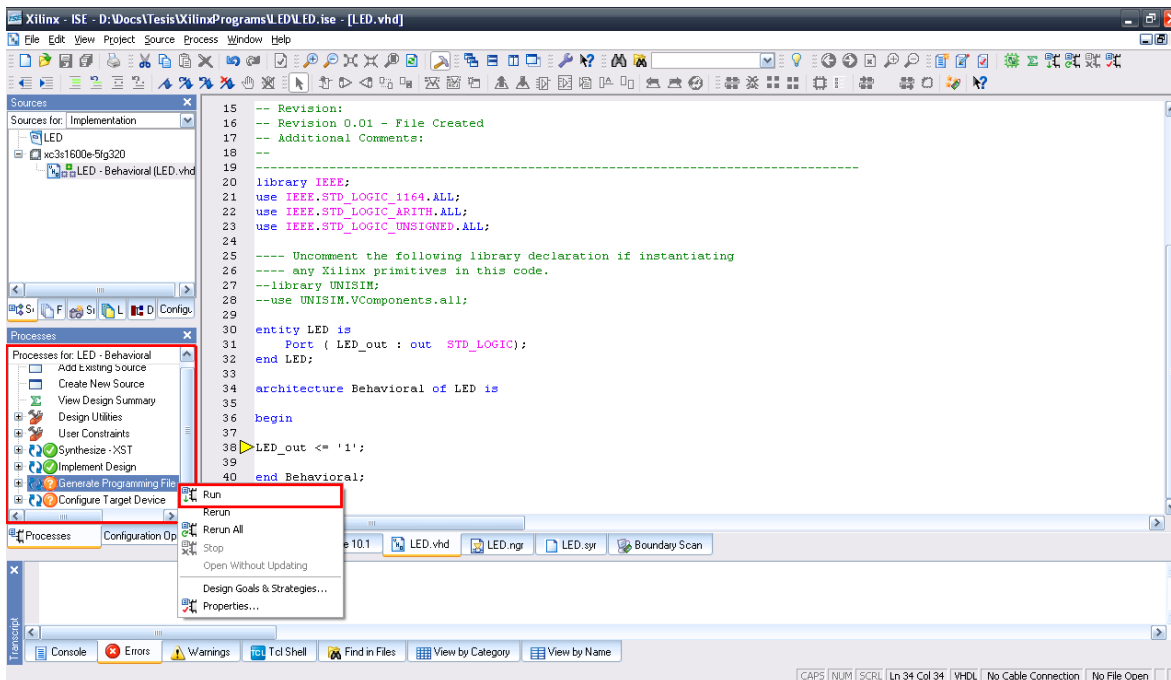 Xilinx - ISE - D:\Docs\Tesis\XilinxPrograms\LED\LED.ise - [LED.vhd]
File Edit View Project Source Process Window Help
Sources
Sources for: Implementation
LED
xc3s1600e-5fg320
LED - Behavioral (LED.vhd
F
L
D
Configu
Processes
Processes for: LED - Behavioral
Add Existing Source
Create New Source
View Design Summary
Design Utilities
User Constraints
Synthesize - XST
Implement Design
Generate Programming File
Configure Target Device
Processes
Configuration Op
15 -- Revision:
16 -- Revision 0.01 - File Created
17 -- Additional Comments:
18 --
19 --------------------------------------------------------------------------------
20 library IEEE;
21 use IEEE.STD_LOGIC_1164.ALL;
22 use IEEE.STD_LOGIC_ARITH.ALL;
23 use IEEE.STD_LOGIC_UNSIGNED.ALL;
24
25 ---- Uncomment the following library declaration if instantiating
26 ---- any Xilinx primitives in this code.
27 --library UNISIM;
28 --use UNISIM.VComponents.all;
29
30 entity LED is
31 Port ( LED_out : out STD_LOGIC);
32 end LED;
33
34 architecture Behavioral of LED is
35
36 begin
37
38 LED_out <= '1';
39
40 end Behavioral;
Run
Rerun
Rerun All
Stop
Open Without Updating
Design Goals & Strategies...
Properties...
10.1
LED.vhd
LED.ngr
LED.syr
Boundary Scan
Transcript
Console
Errors
Warnings
TCL Tcl Shell
Find in Files
View by Category
View by Name
CAPS NUM SCRL Ln 34 Col 34 VHDL No Cable Connection No File Open